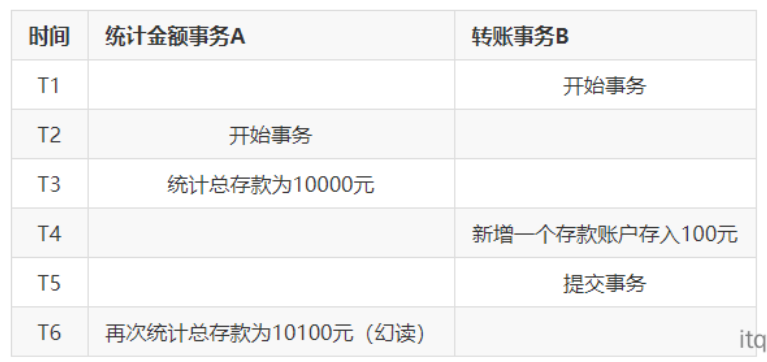 时间 统计金额事务A 转账事务B
T1 开始事务
T2 开始事务
T3 统计总存款为10000元
T4 新增一个存款账户存入100元
T5 提交事务
T6 再次统计总存款为10100元（幻读）
itq